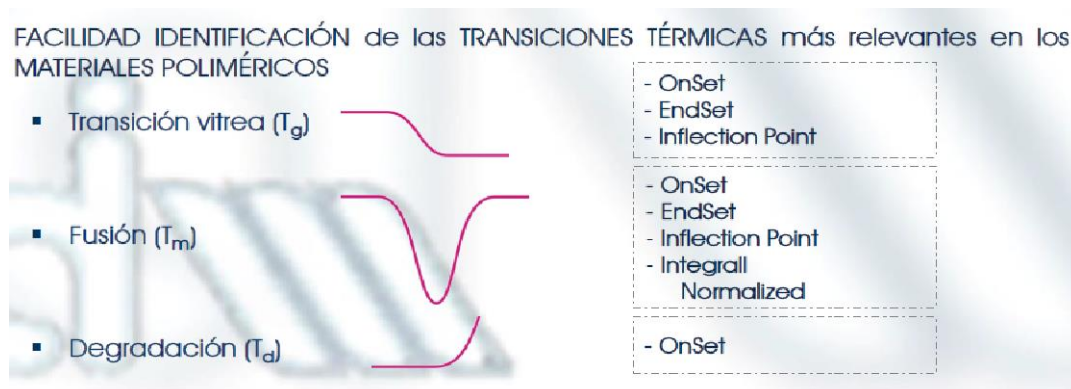 FACILIDAD IDENTIFICACIÓN de las TRANSICIONES TÉRMICAS más relevantes en los
MATERIALES POLIMÉRICOS
▪ Transición vitrea (Tg)
- OnSet
- EndSet
- Inflection Point
▪ Fusión (Tm)
- OnSet
- EndSet
- Inflection Point
- Integrall
Normalized
▪ Degradación (Td)
- OnSet